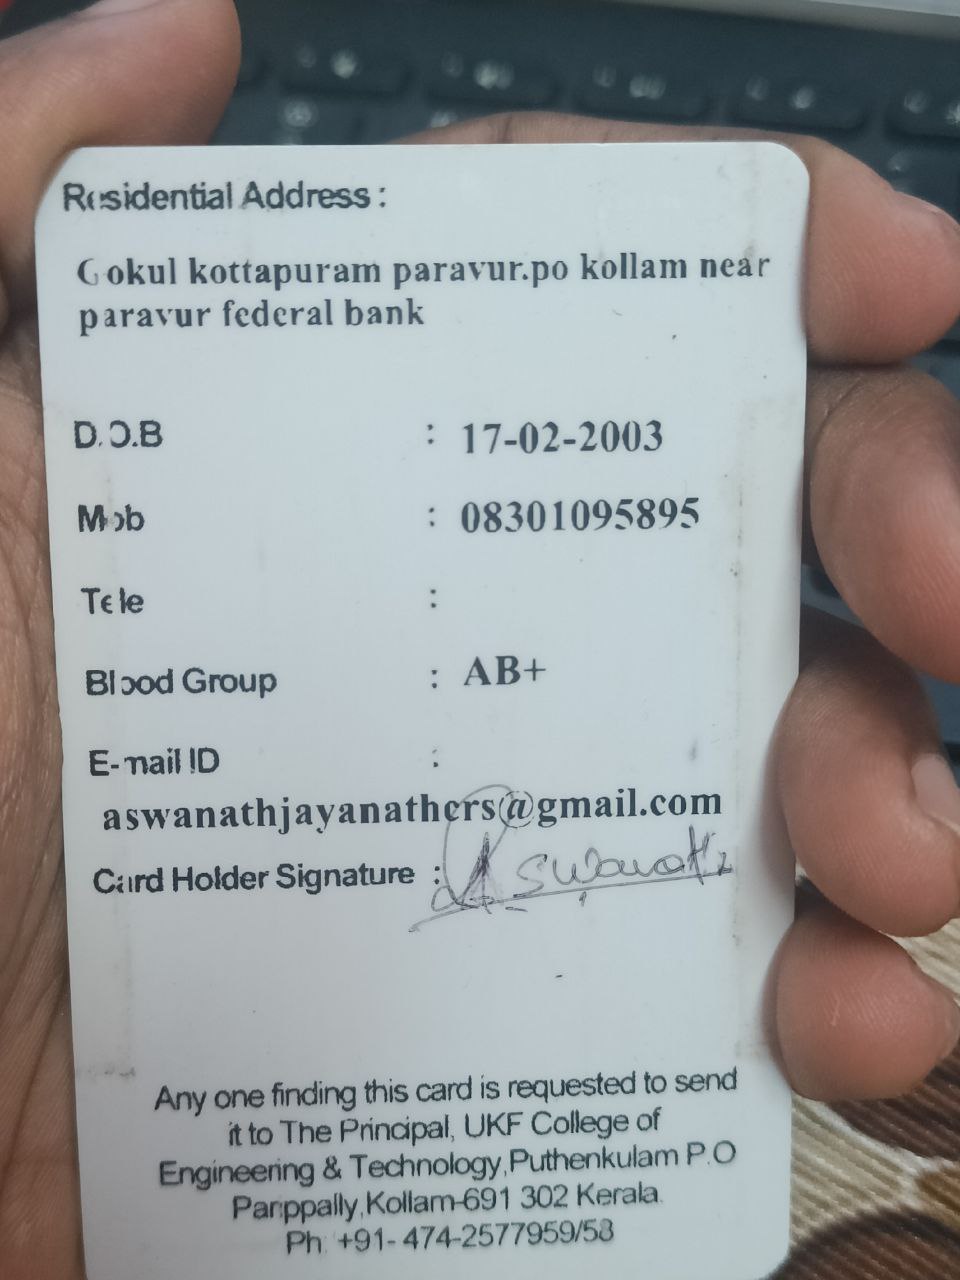 Residential Address :
Gokul kottapuram paravur.po kollam near
paravur federal bank
D.O.B : 17-02-2003
Mob : 08301095895
Tele :
Blood Group : AB+
E-mail ID :
aswanathjayanathcrs@gmail.com
Card Holder Signature : Aswanath
Any one finding this card is requested to send
it to The Principal, UKF College of
Engineering & Technology,Puthenkulam P.O
Parippally,Kollam-691 302 Kerala
Ph +91- 474-2577959/58